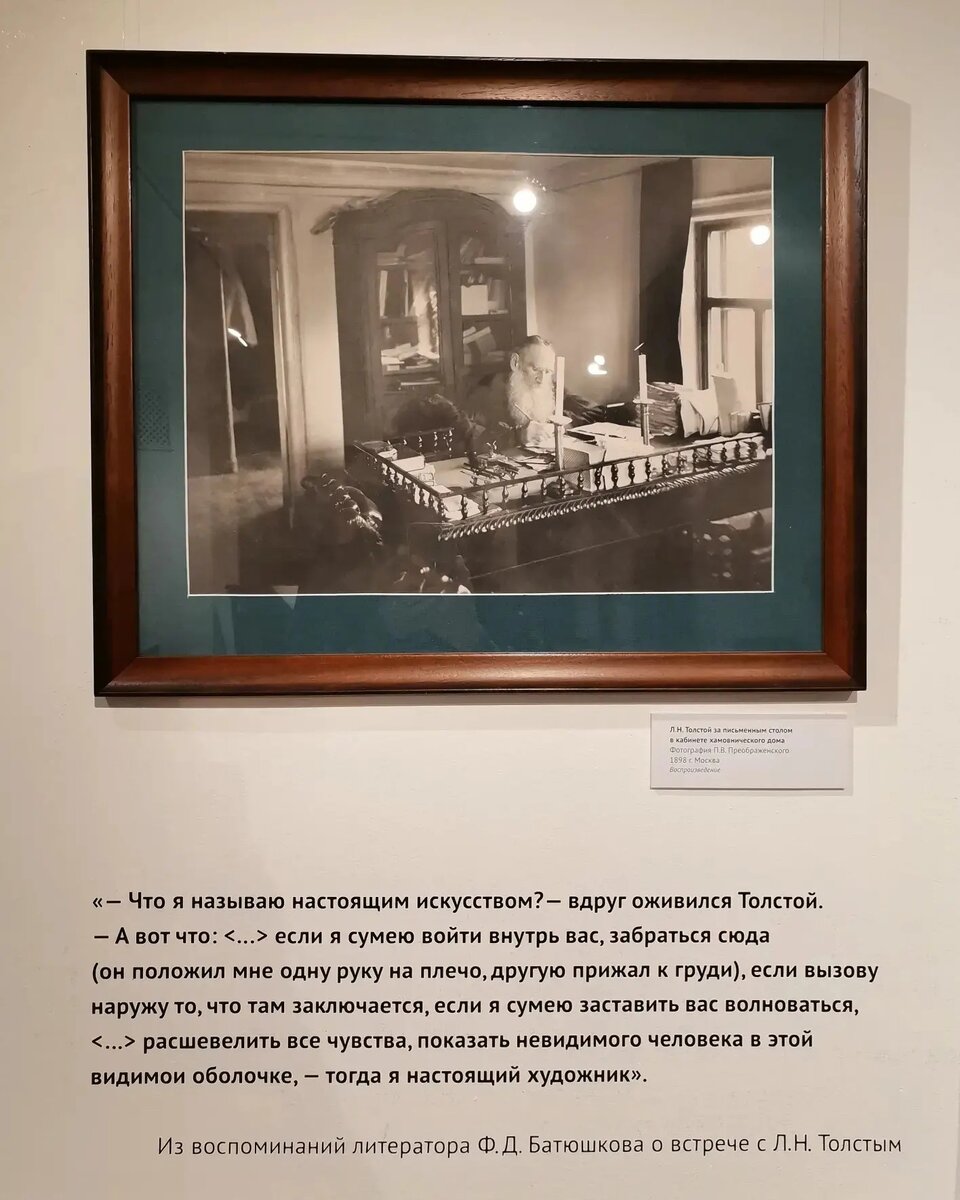 Л.Н. Толстой за письменным столом
в кабинете хамовнического дома
Фотография П.В. Преображенского
1898 г. Москва
Воспроизведение
«— Что я называю настоящим искусством?— вдруг оживился Толстой.
— А вот что: <...> если я сумею войти внутрь вас, забраться сюда
(он положил мне одну руку на плечо, другую прижал к груди), если вызову
наружу то, что там заключается, если я сумею заставить вас волноваться,
<...> расшевелить все чувства, показать невидимого человека в этой
видимои оболочке, — тогда я настоящий художник».
Из воспоминаний литератора Ф.Д. Батюшкова о встрече с Л.Н. Толстым